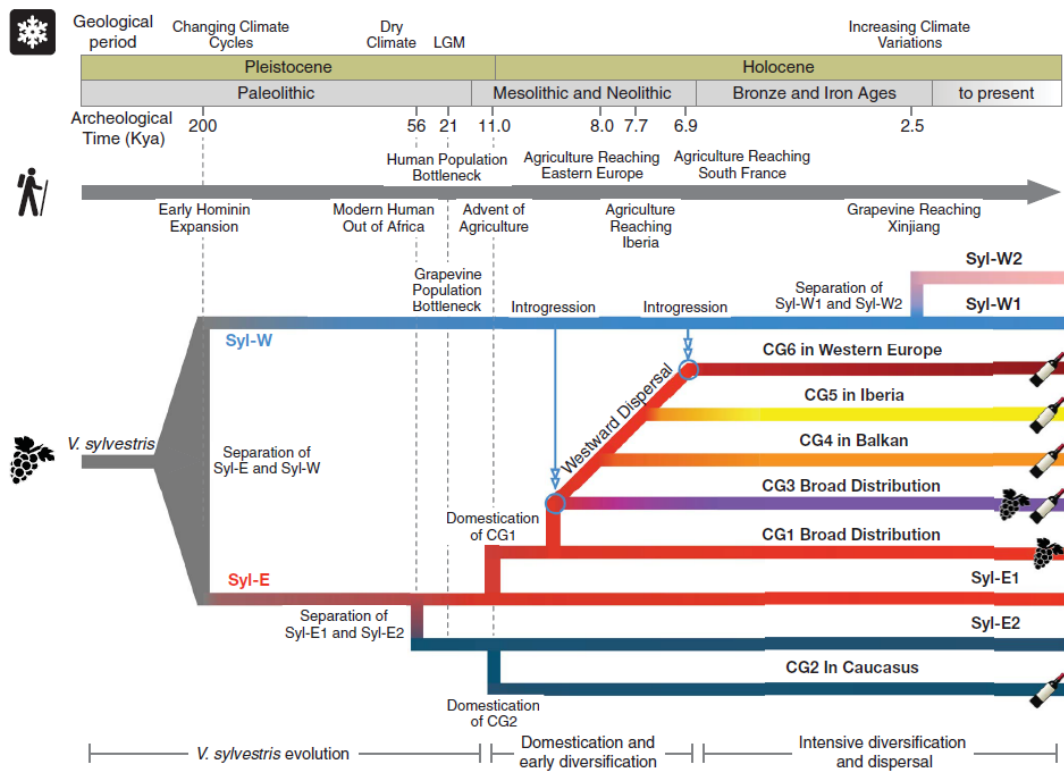 Geological
period
Changing Climate
Cycles
Dry
Climate
LGM
Increasing Climate
Variations
Pleistocene
Holocene
Paleolithic
Mesolithic and Neolithic
Bronze and Iron Ages
to present
Archeological
Time (Kya)
200
56
21
11.0
8.0
7.7
6.9
2.5
Human Population
Bottleneck
Agriculture Reaching
Eastern Europe
Agriculture Reaching
South France
Early Hominin
Expansion
Modern Human
Out of Africa
Advent of
Agriculture
Agriculture
Reaching
Iberia
Grapevine Reaching
Xinjiang
Grapevine
Population
Bottleneck
Introgression
Introgression
Separation of
Syl-W1 and Syl-W2
Syl-W2
Syl-W1
Syl-W
CG6 in Western Europe
Westward Dispersal
CG5 in Iberia
V. sylvestris
Separation of
Syl-E and Syl-W
CG4 in Balkan
CG3 Broad Distribution
Domestication
of CG1
CG1 Broad Distribution
Syl-E
Syl-E1
Separation of
Syl-E1 and Syl-E2
Syl-E2
CG2 In Caucasus
Domestication
of CG2
V. sylvestris evolution
Domestication and
early diversification
Intensive diversification
and dispersal